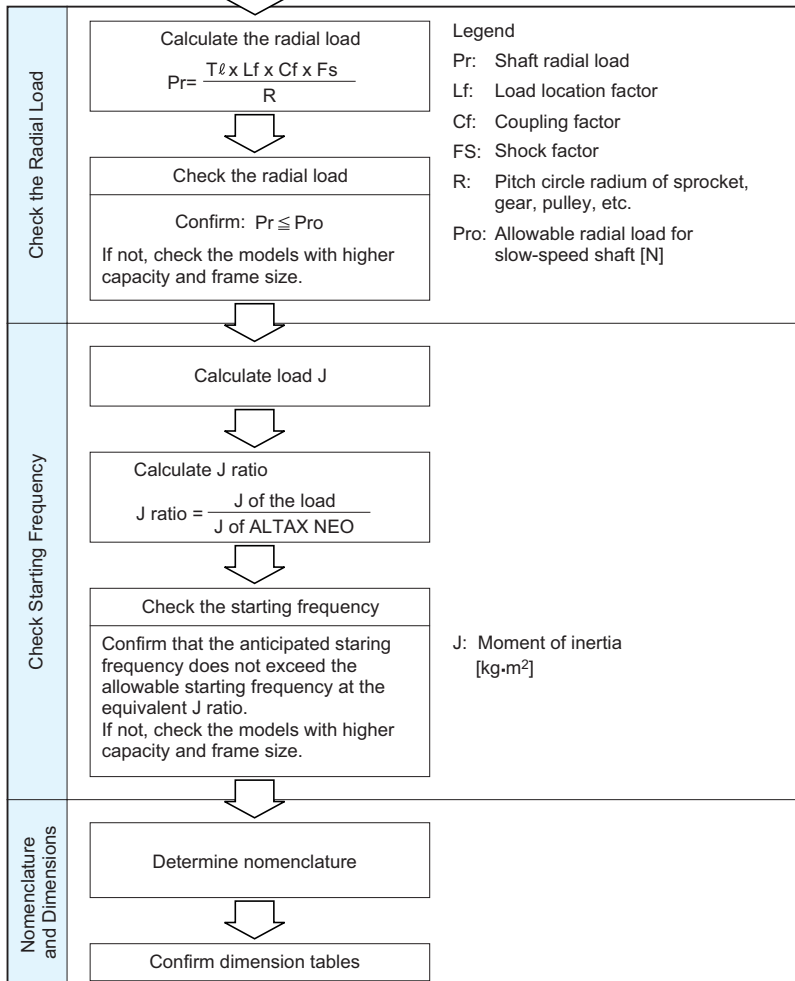 Check the Radial Load
Calculate the radial load
Pr= Tℓ x Lf x Cf x Fs
R
Check the radial load
Confirm: Pr ≦ Pro
If not, check the models with higher
capacity and frame size.
Legend
Pr: Shaft radial load
Lf: Load location factor
Cf: Coupling factor
FS: Shock factor
R: Pitch circle radium of sprocket,
gear, pulley, etc.
Pro: Allowable radial load for
slow-speed shaft [N]
Check Starting Frequency
Calculate load J
Calculate J ratio
J ratio = J of the load
J of ALTAX NEO
Check the starting frequency
Confirm that the anticipated staring
frequency does not exceed the
allowable starting frequency at the
equivalent J ratio.
If not, check the models with higher
capacity and frame size.
J: Moment of inertia
[kg·m²]
Nomenclature
and Dimensions
Determine nomenclature
Confirm dimension tables